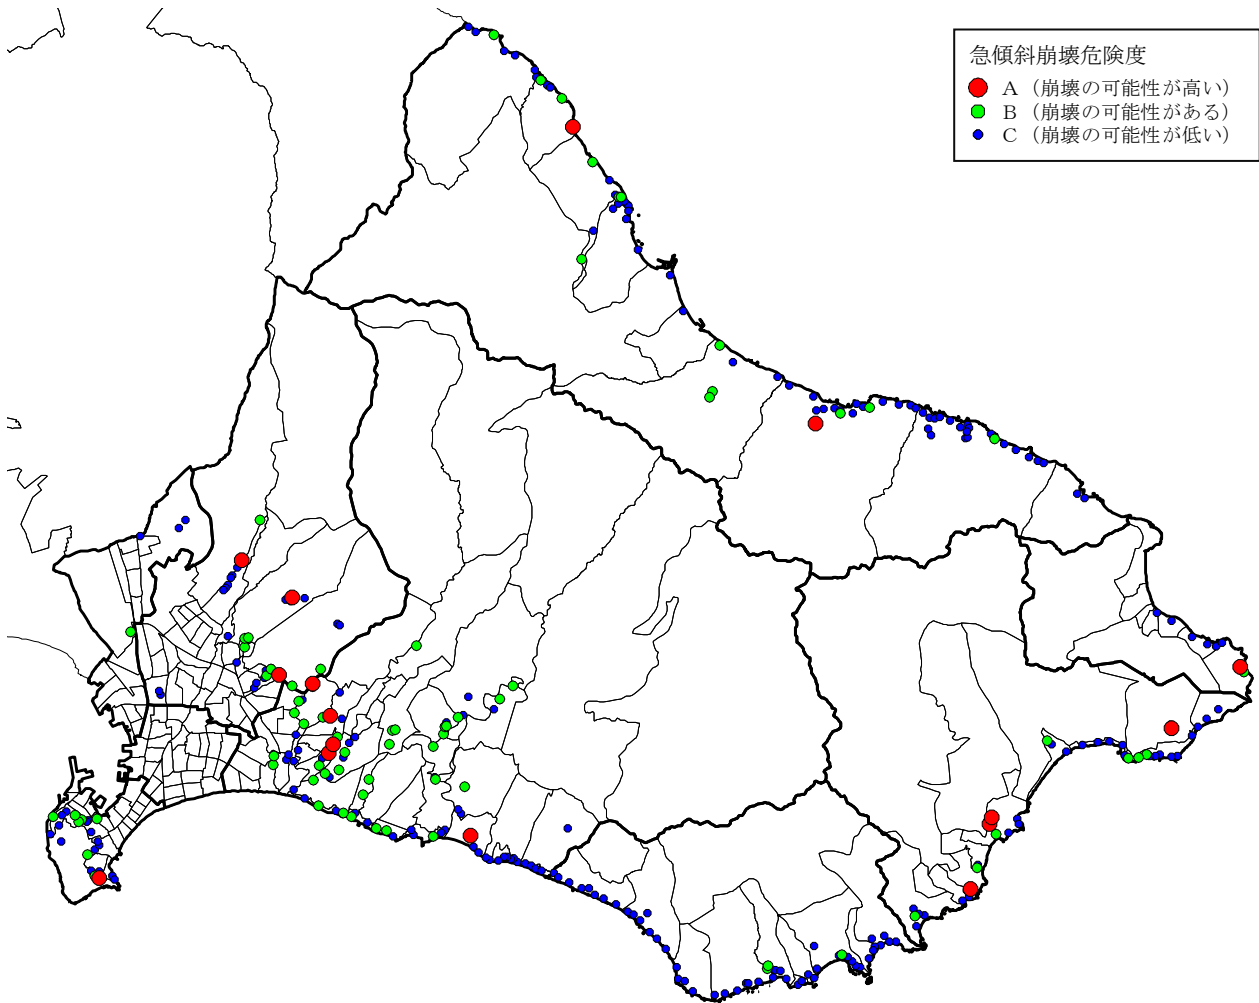 急傾斜崩壊危険度
A（崩壊の可能性が高い）
B（崩壊の可能性がある）
C（崩壊の可能性が低い）